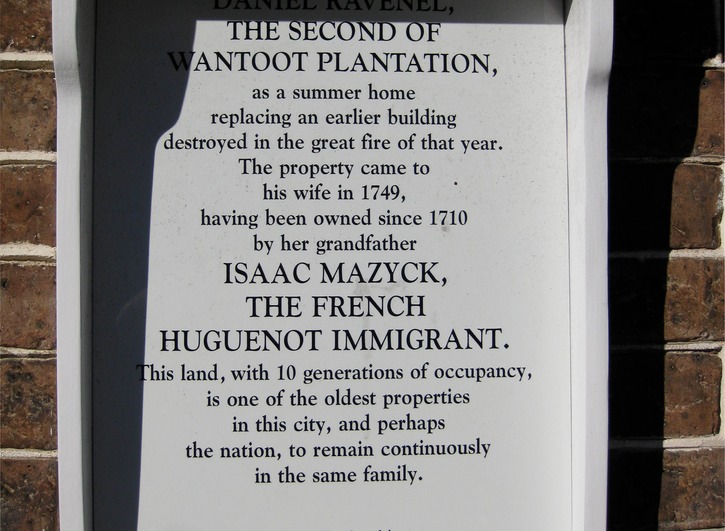 DANIEL RAVENEL,
THE SECOND OF
WANTOOT PLANTATION,
as a summer home
replacing an earlier building
destroyed in the great fire of that year.
The property came to
his wife in 1749,
having been owned since 1710
by her grandfather
ISAAC MAZYCK,
THE FRENCH
HUGUENOT IMMIGRANT.
This land, with 10 generations of occupancy,
is one of the oldest properties
in this city, and perhaps
the nation, to remain continuously
in the same family.